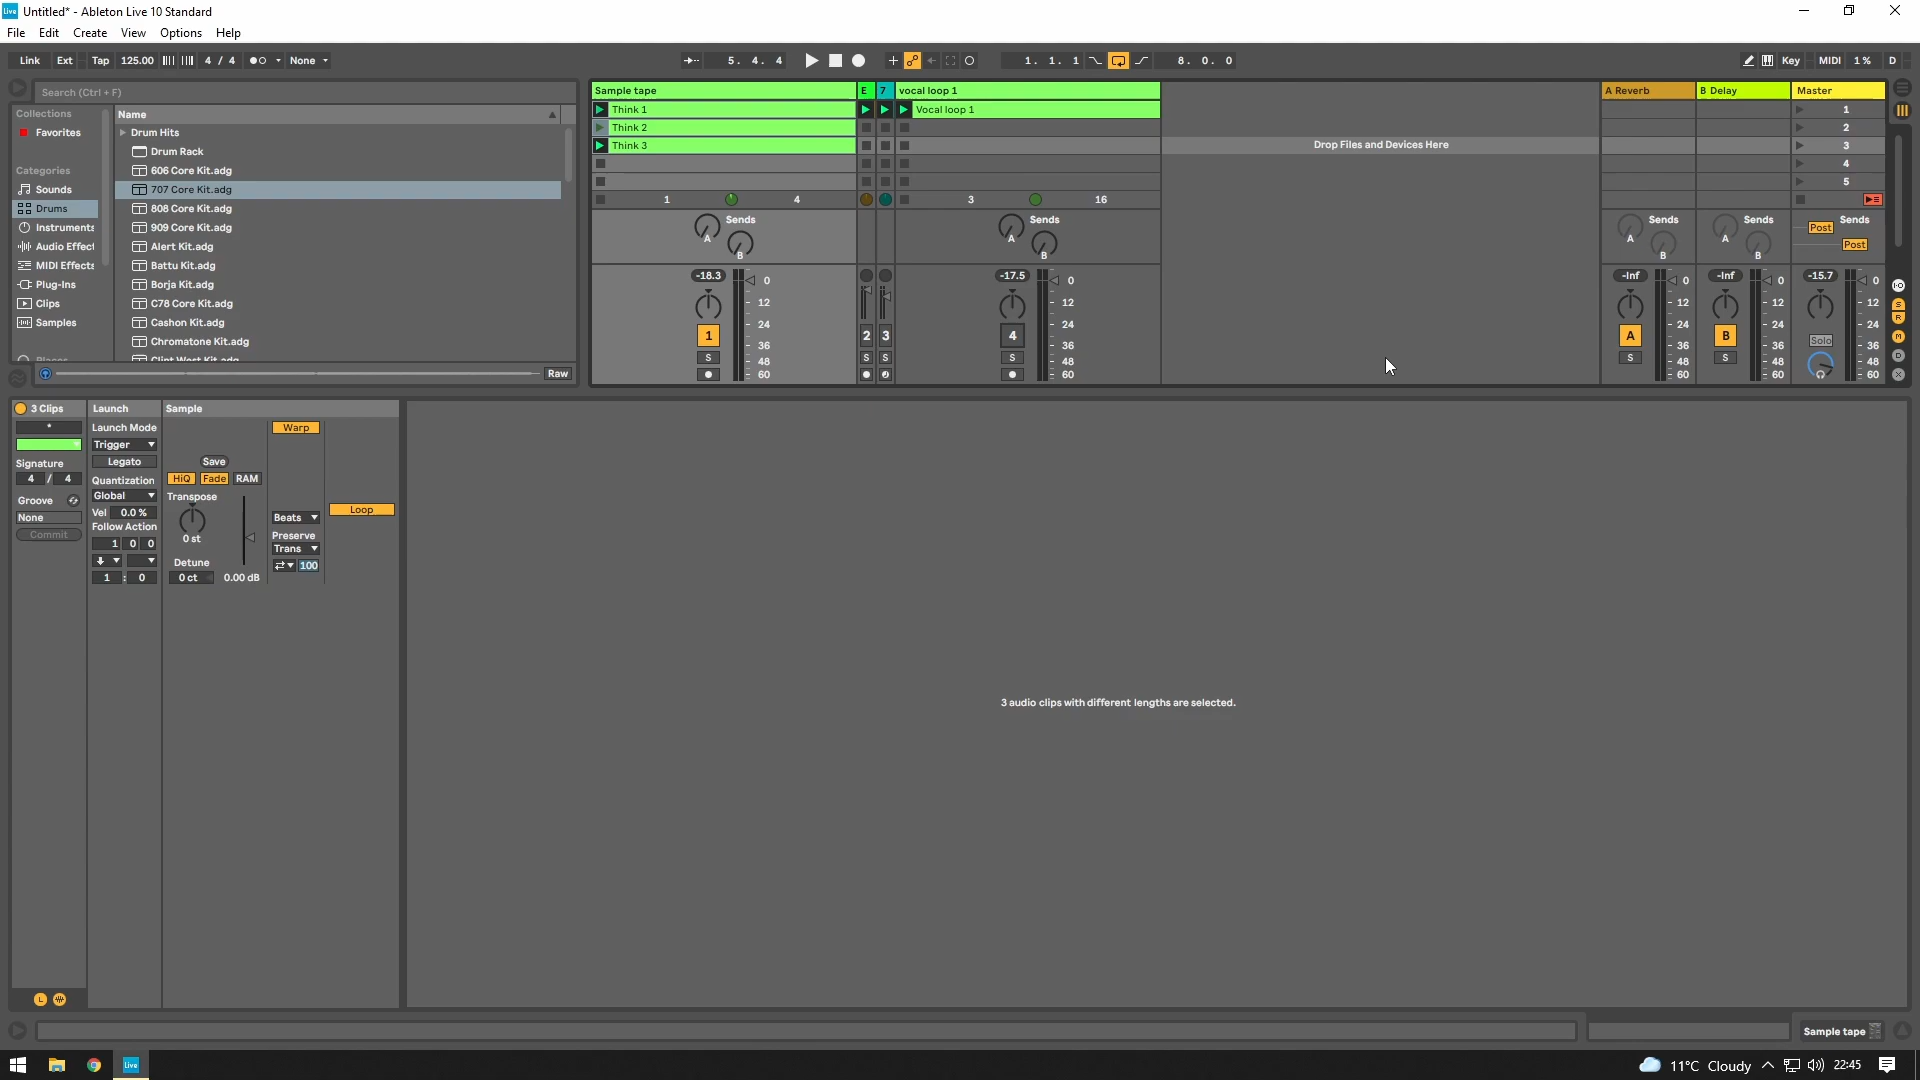 Live Untitled* - Ableton Live 10 Standard
File Edit Create View Options Help
Link Ext Tap 125.00 4 / 4 None 5. 4. 4 1. 1. 1 8. 0. 0 Key MIDI 1 % D
Search (Ctrl + F)
Collections
Favorites
Categories
Sounds
Drums
Instruments
Audio Effect
MIDI Effects
Plug-Ins
Clips
Samples
Places
Name
Drum Hits
Drum Rack
606 Core Kit.adg
707 Core Kit.adg
808 Core Kit.adg
909 Core Kit.adg
Alert Kit.adg
Battu Kit.adg
Borja Kit.adg
C78 Core Kit.adg
Cashon Kit.adg
Chromatone Kit.adg
Clint West Kit.adg
Raw
Sample tape E 7 vocal loop 1 A Reverb B Delay Master
Think 1 Vocal loop 1 1
Think 2 2
Think 3 Drop Files and Devices Here 3
4
5
1 4 3 16
Sends Sends Sends Sends Sends
A A A A Post
B B B B Post
-18.3 0 -17.5 0 -Inf 0 -Inf 0 -15.7 0
12 12 12 12 12
24 24 24 24 24
1 2 3 4 A B Solo
36 36 36 36 36
S S S S S S
48 48 48 48 48
60 60 60 60 60
S
R
M
D
X
3 Clips Launch Sample
*
Signature
4 / 4
Groove
None
Commit
Launch Mode
Trigger
Legato
Quantization
Global
Vel 0.0 %
Follow Action
1 0 0
1 : 0
Save
HiQ Fade RAM
Transpose
0 st
Detune
0 ct 0.00 dB
Warp
Beats
Preserve
Trans
100
Loop
3 audio clips with different lengths are selected.
L
Sample tape
Live 11°C Cloudy 22:45